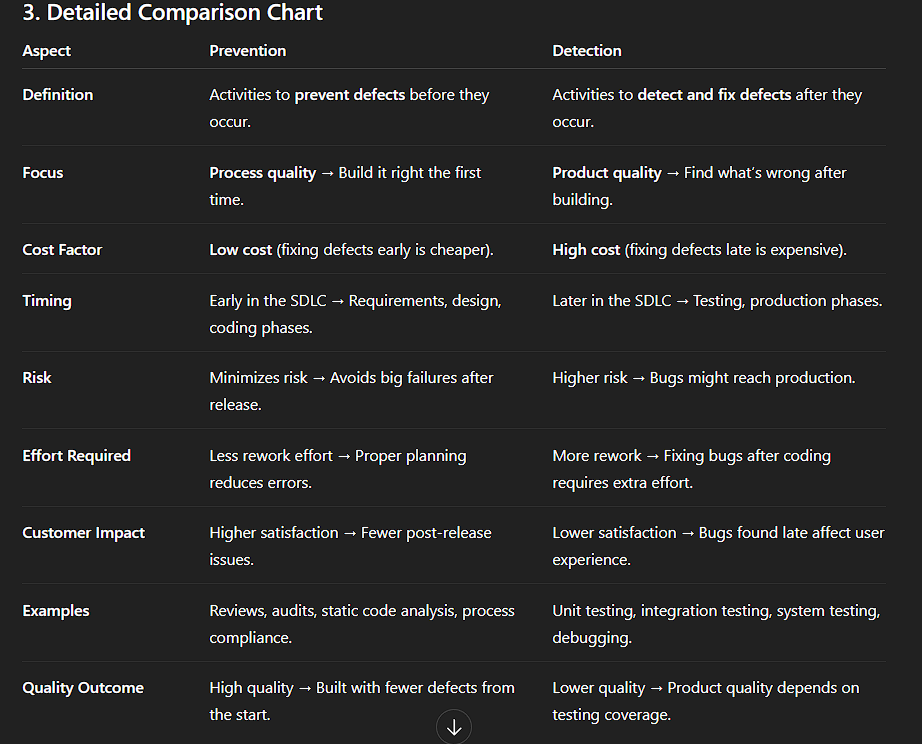 3. Detailed Comparison Chart
Aspect Prevention Detection
Definition Activities to prevent defects before they Activities to detect and fix defects after they
occur. occur.
Focus Process quality → Build it right the first Product quality → Find what's wrong after
time. building.
Cost Factor Low cost (fixing defects early is cheaper). High cost (fixing defects late is expensive).
Timing Early in the SDLC → Requirements, design, Later in the SDLC → Testing, production phases.
coding phases.
Risk Minimizes risk → Avoids big failures after Higher risk → Bugs might reach production.
release.
Effort Required Less rework effort → Proper planning More rework → Fixing bugs after coding
reduces errors. requires extra effort.
Customer Impact Higher satisfaction → Fewer post-release Lower satisfaction → Bugs found late affect user
issues. experience.
Examples Reviews, audits, static code analysis, process Unit testing, integration testing, system testing,
compliance. debugging.
Quality Outcome High quality → Built with fewer defects from Lower quality → Product quality depends on
the start. testing coverage.